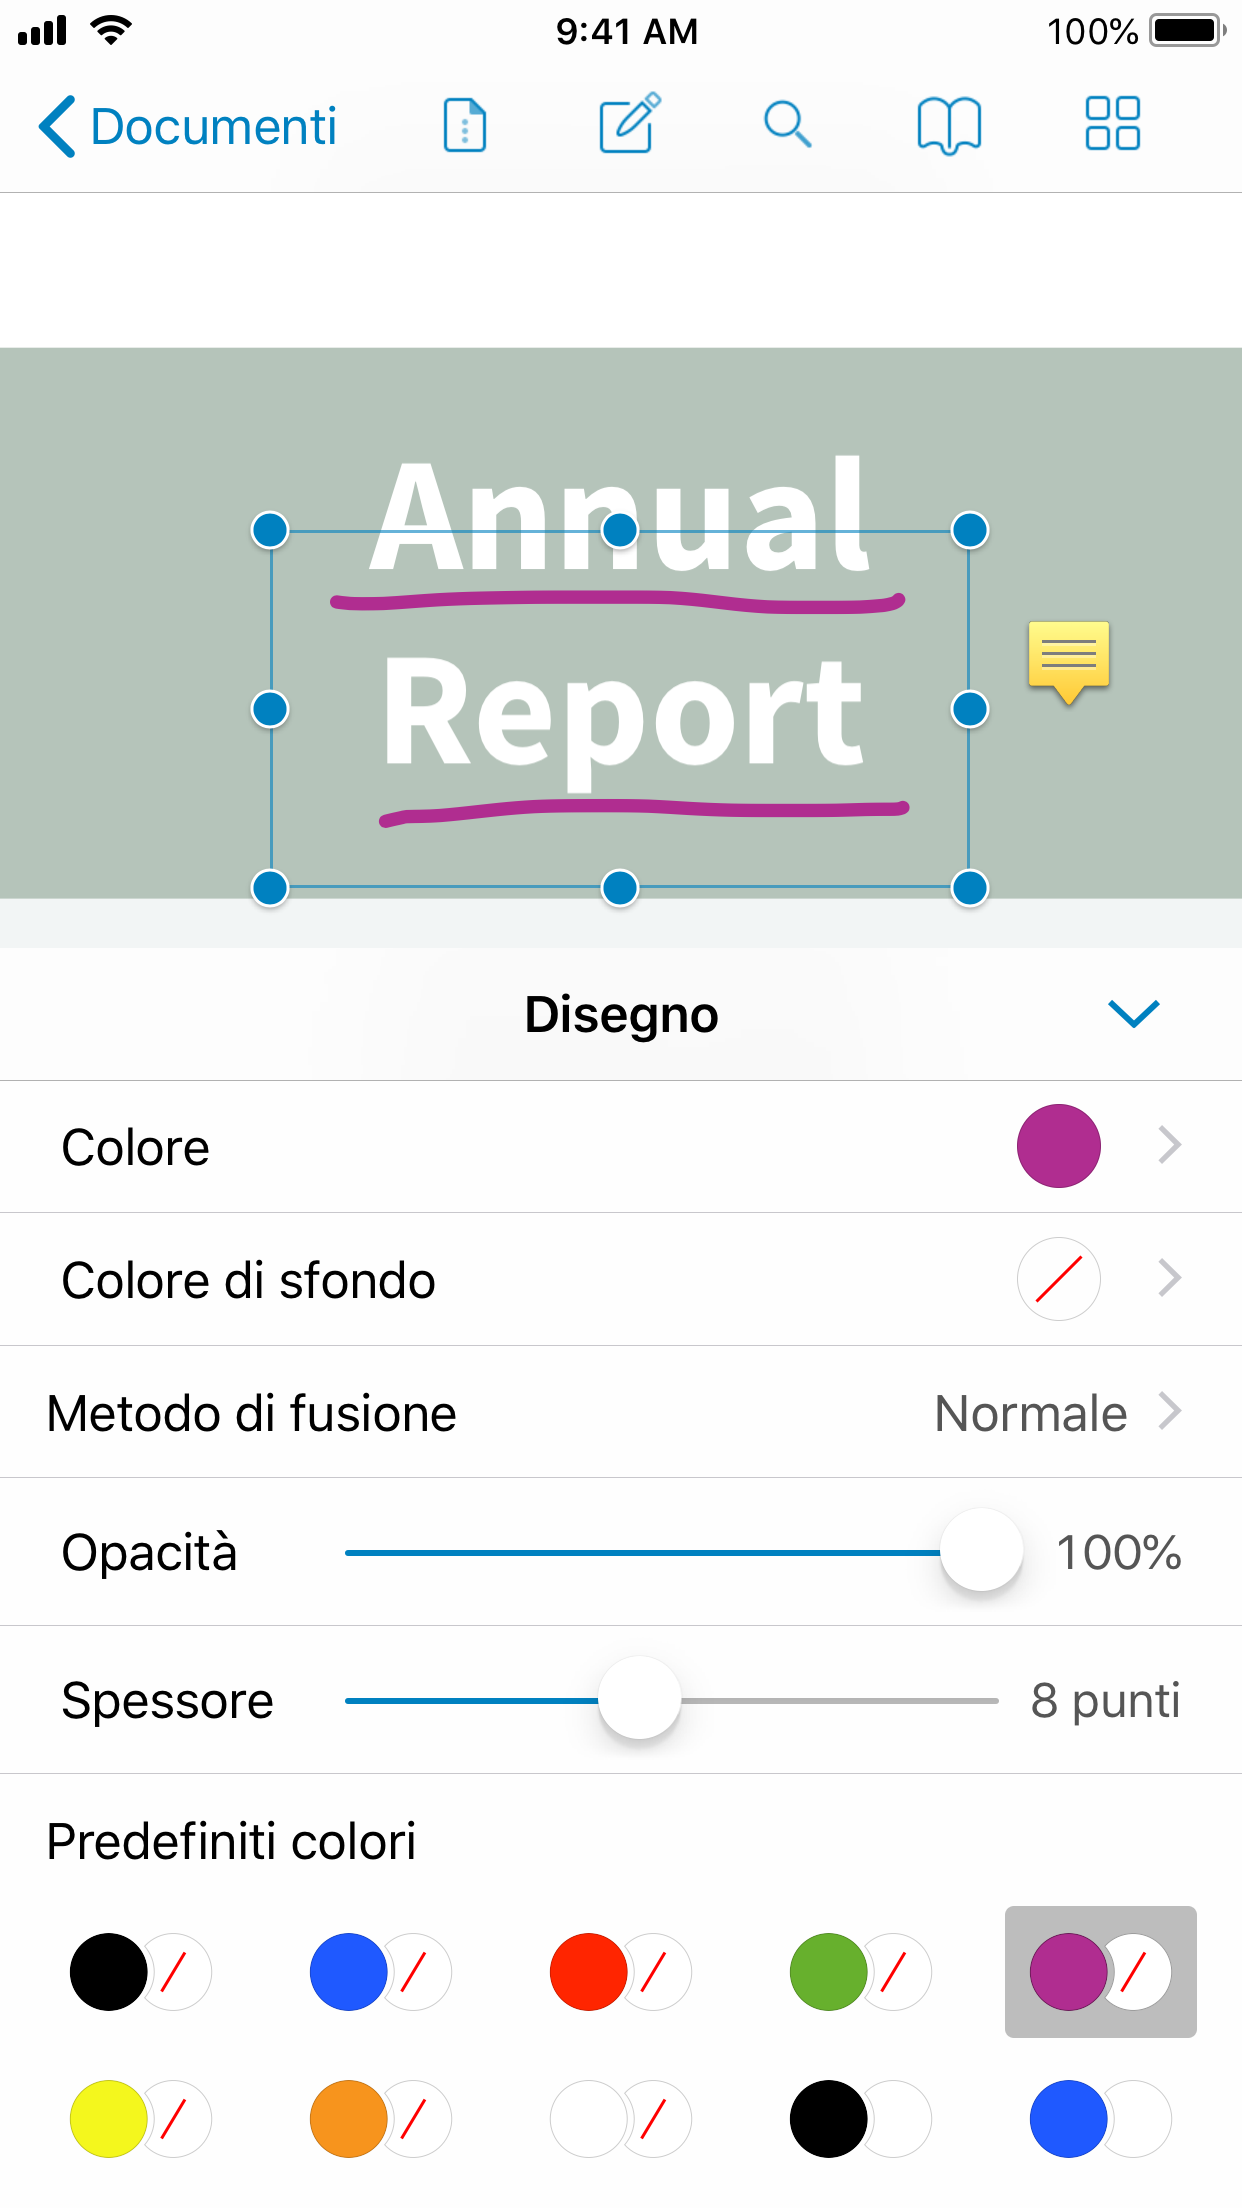 9:41 AM
100%
Documenti
Annual
Report
Disegno
Colore
Colore di sfondo
Metodo di fusione Normale
Opacità 100%
Spessore 8 punti
Predefiniti colori